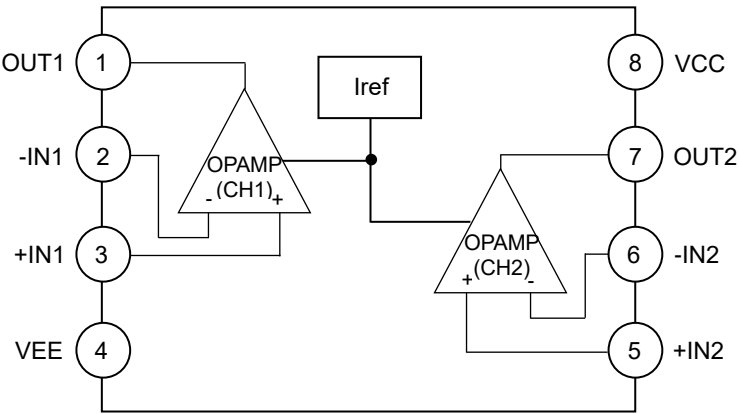 OUT1
1
Iref
8
VCC
-IN1
2
OPAMP
(CH1)
- +
7
OUT2
+IN1
3
OPAMP
(CH2)
+ -
6
-IN2
VEE
4
5
+IN2